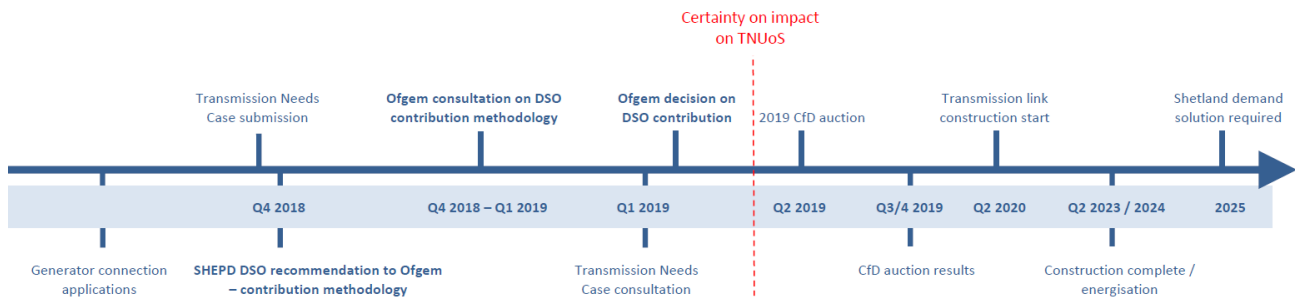 Certainty on impact
on TNUoS
Transmission Needs
Case submission
Ofgem consultation on DSO
contribution methodology
Ofgem decision on
DSO contribution
2019 CfD auction
Transmission link
construction start
Shetland demand
solution required
Q4 2018
Q4 2018 – Q1 2019
Q1 2019
Q2 2019
Q3/4 2019
Q2 2020
Q2 2023 / 2024
2025
Generator connection
applications
SHEPD DSO recommendation to Ofgem
– contribution methodology
Transmission Needs
Case consultation
CfD auction results
Construction complete /
energisation